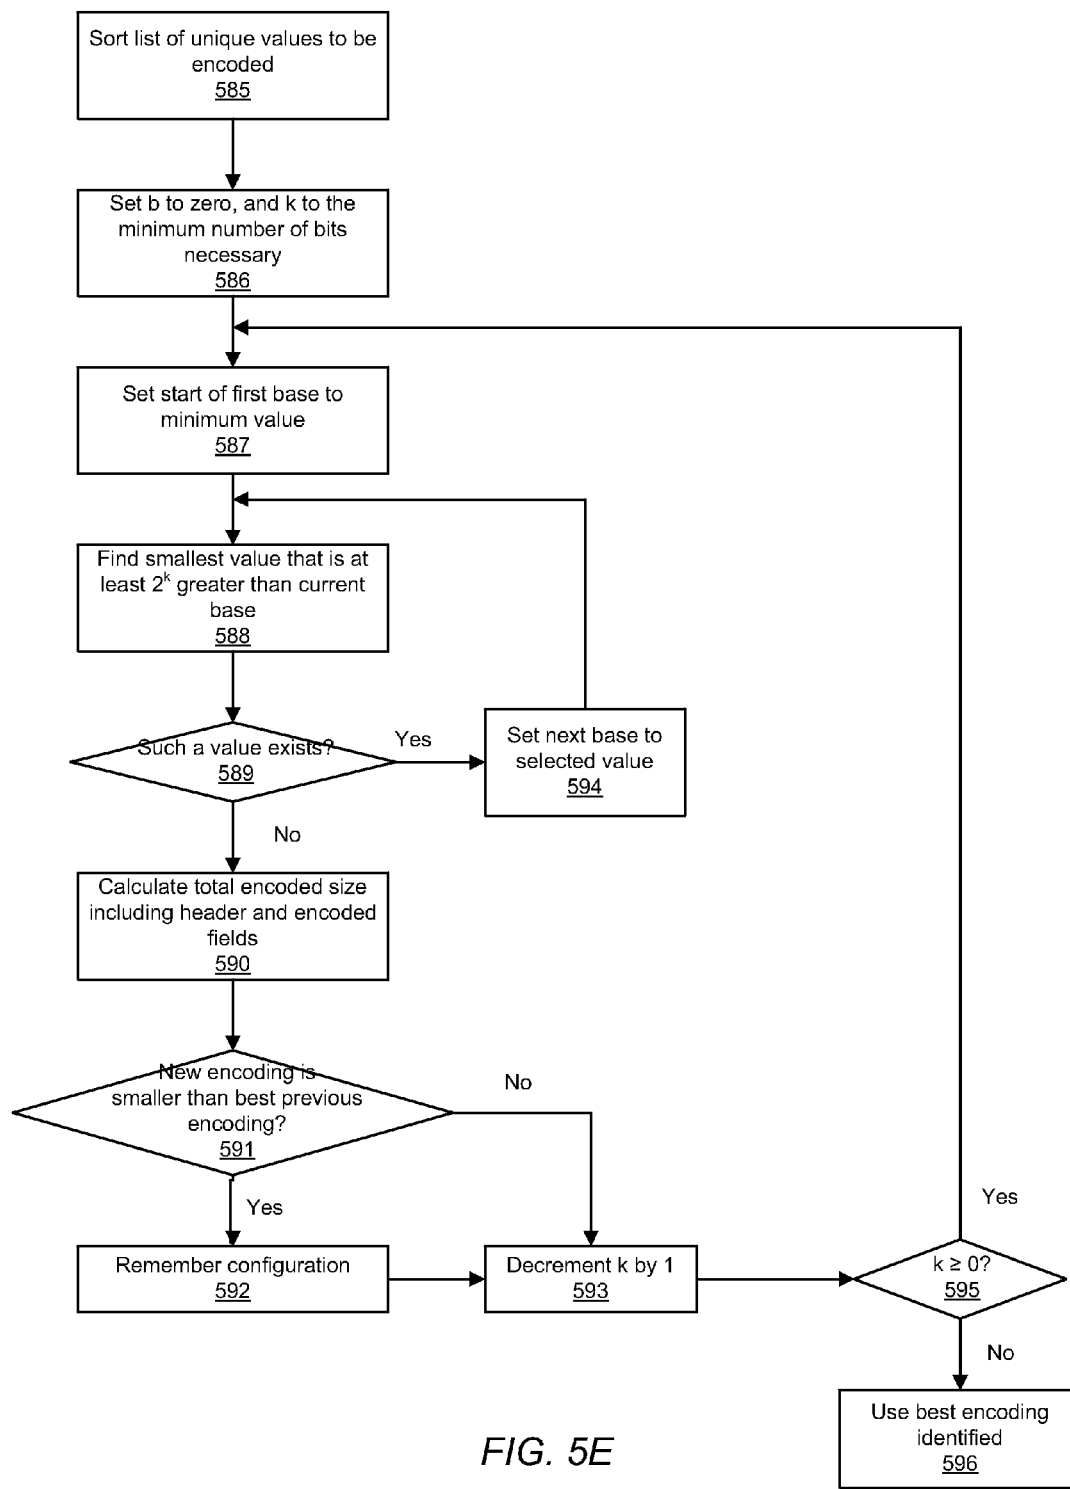 Sort list of unique values to be
encoded
585
Set b to zero, and k to the
minimum number of bits
necessary
586
Set start of first base to
minimum value
587
Find smallest value that is at
least 2^k greater than current
base
588
Such a value exists?
589
Yes
Set next base to
selected value
594
No
Calculate total encoded size
including header and encoded
fields
590
New encoding is
smaller than best previous
encoding?
591
No
Yes
Remember configuration
592
Decrement k by 1
593
k ≥ 0?
595
Yes
No
Use best encoding
identified
596
FIG. 5E